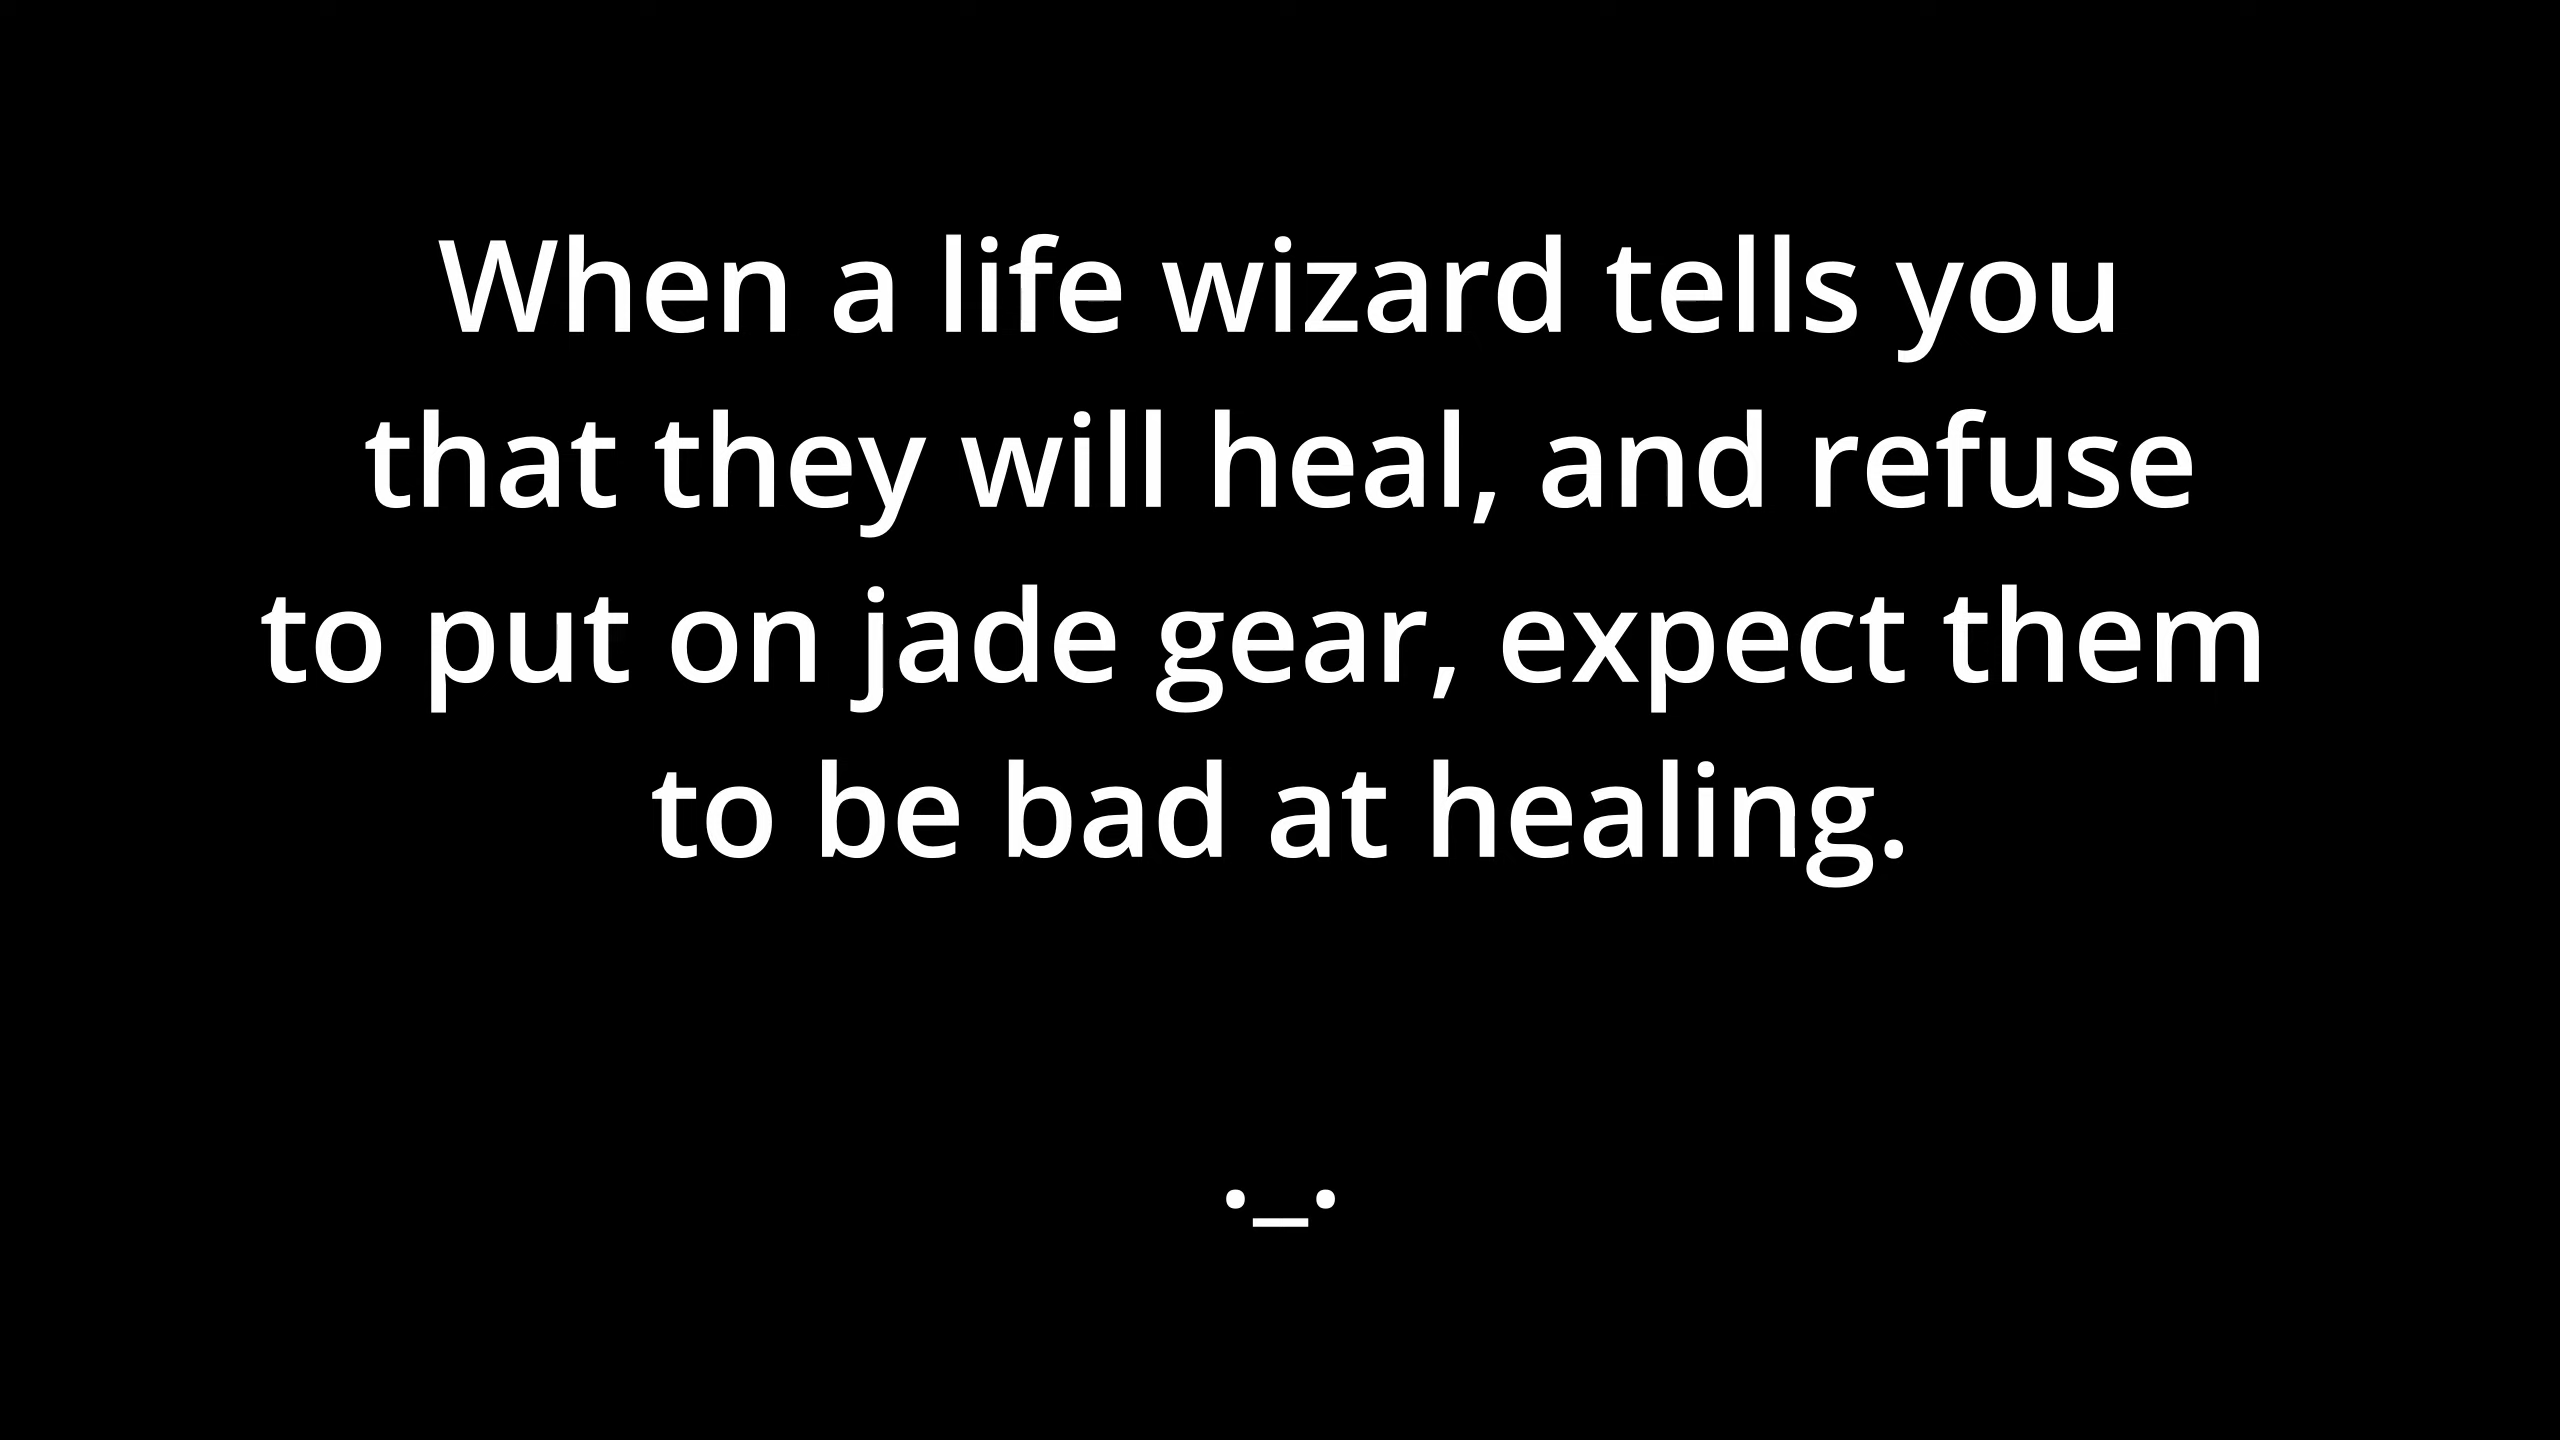 When a life wizard tells you
that they will heal, and refuse
to put on jade gear, expect them
to be bad at healing.
._.